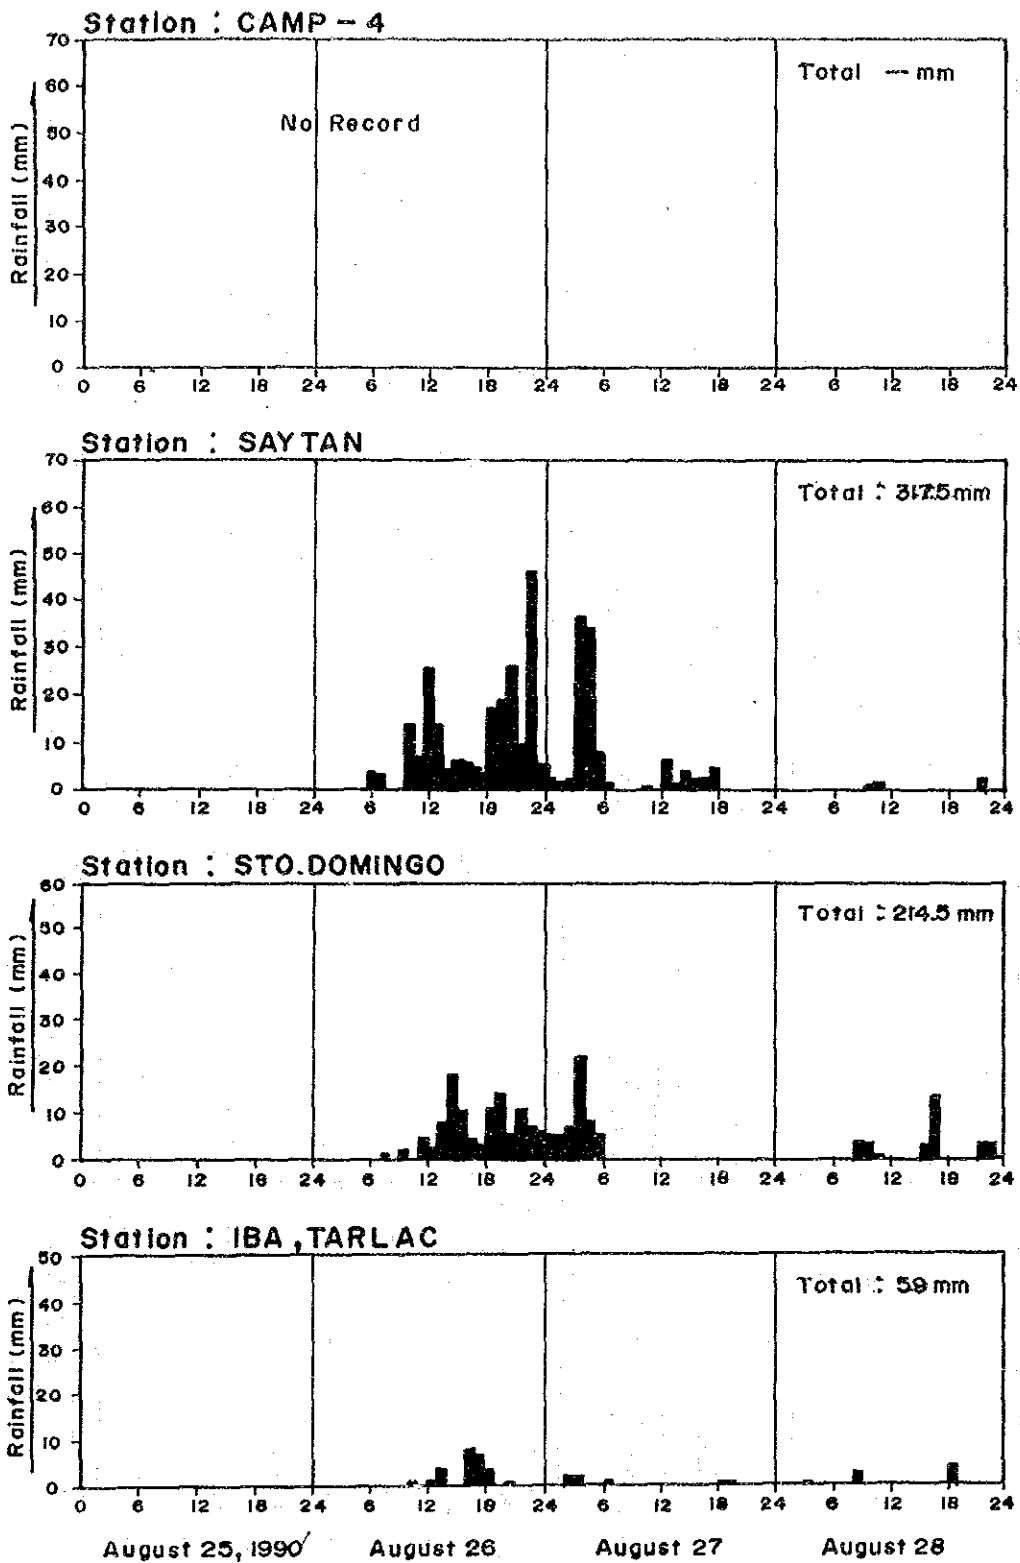 Station : CAMP - 4
70
60
50
40
30
20
10
0
Rainfall (mm)
Total — mm
No Record
0 6 12 18 24 6 12 18 24 6 12 18 24 6 12 18 24
Station : SAYTAN
70
60
50
40
30
20
10
0
Rainfall (mm)
Total : 317.5 mm
0 6 12 18 24 6 12 18 24 6 12 18 24 6 12 18 24
Station : STO.DOMINGO
60
50
40
30
20
10
0
Rainfall (mm)
Total : 214.5 mm
0 6 12 18 24 6 12 18 24 6 12 18 24 6 12 18 24
Station : IBA , TARLAC
50
40
30
20
10
0
Rainfall (mm)
Total : 59 mm
0 6 12 18 24 6 12 18 24 6 12 18 24 6 12 18 24
August 25, 1990 August 26 August 27 August 28